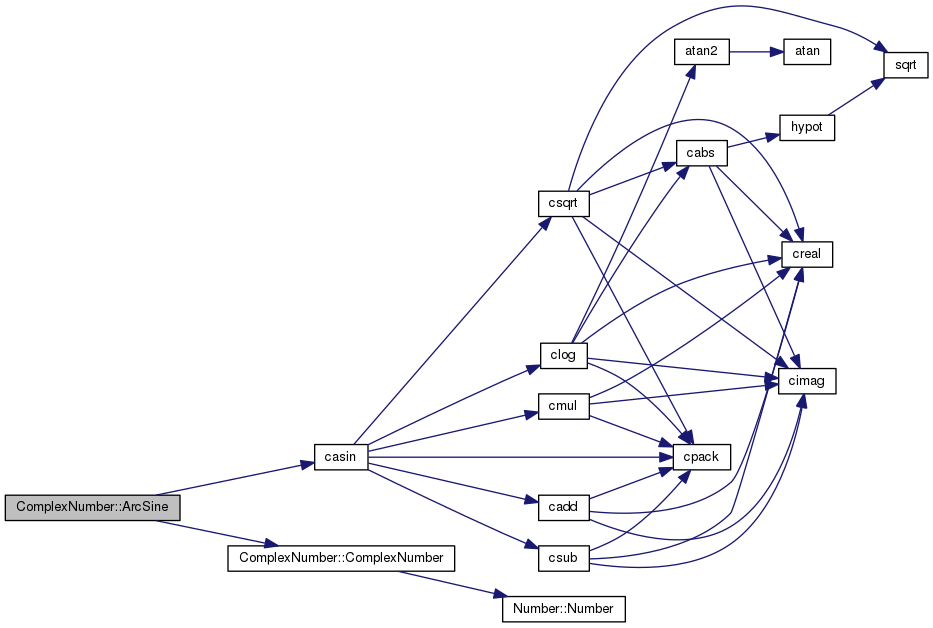 atan2
atan
sqrt
hypot
cabs
csqrt
creal
clog
cimag
cmul
casin
cpack
ComplexNumber::ArcSine
cadd
ComplexNumber::ComplexNumber
csub
Number::Number